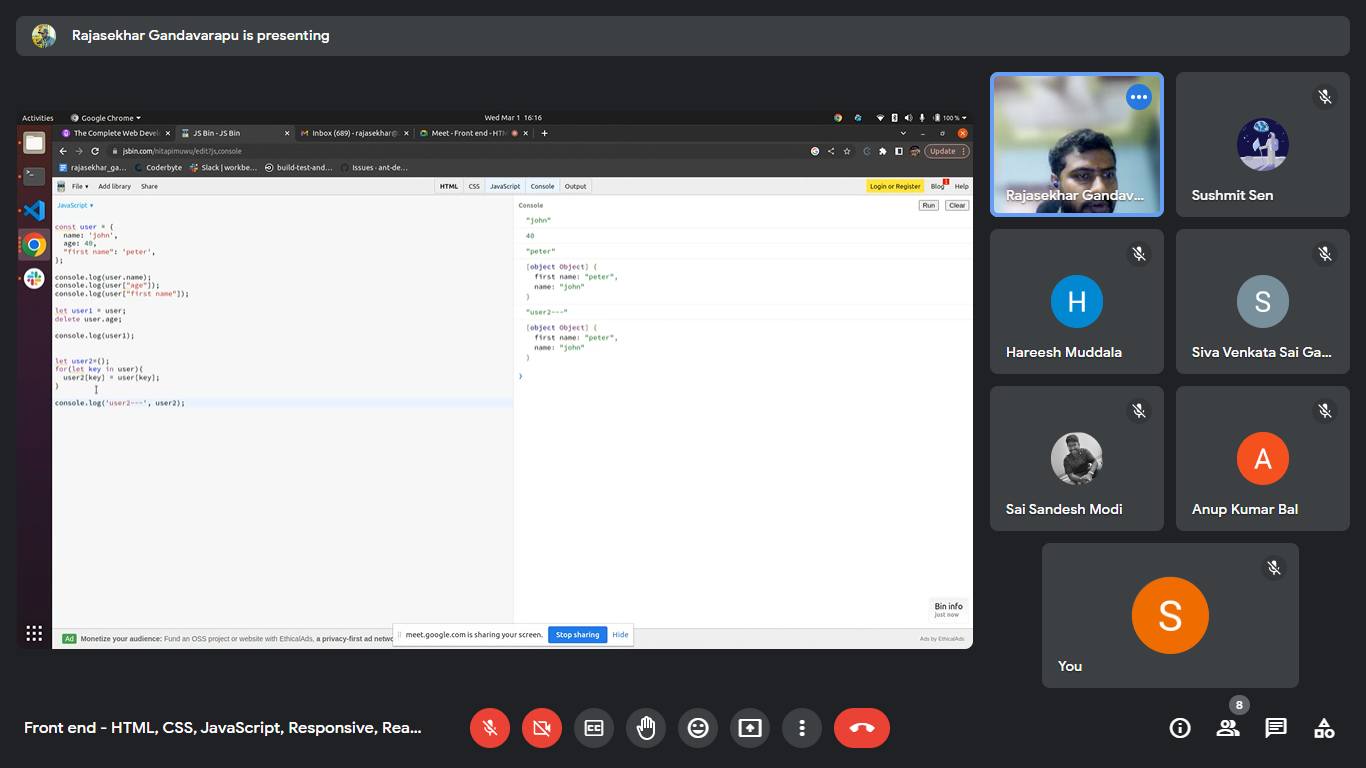 Rajasekhar Gandavarapu is presenting
Activities Google Chrome Wed Mar 1 16:16 100 %
The Complete Web Devel JS Bin - JS Bin Inbox (689) - rajasekhar@ Meet - Front end - HTM
jsbin.com/nitapimuwu/edit?js,console Update
rajasekhar_ga... Coderbyte Slack | workbe... build-test-and... Issues · ant-de...
File Add library Share HTML CSS JavaScript Console Output Login or Register Blog 1 Help
JavaScript
const user = {
name: 'john',
age: 40,
"first name": 'peter',
};
console.log(user.name);
console.log(user["age"]);
console.log(user["first name"]);
let user1 = user;
delete user.age;
console.log(user1);
let user2={};
for(let key in user){
user2[key] = user[key];
}
console.log('user2---', user2);
Console Run Clear
"john"
40
"peter"
[object Object] {
first name: "peter",
name: "john"
}
"user2---"
[object Object] {
first name: "peter",
name: "john"
}
>
Bin info
just now
Ad Monetize your audience: Fund an OSS project or website with EthicalAds, a privacy-first ad netwo
meet.google.com is sharing your screen. Stop sharing Hide
Ads by EthicalAds
Rajasekhar Gandav...
Sushmit Sen
H
Hareesh Muddala
S
Siva Venkata Sai Ga...
Sai Sandesh Modi
A
Anup Kumar Bal
S
You
Front end - HTML, CSS, JavaScript, Responsive, Rea...
CC
8